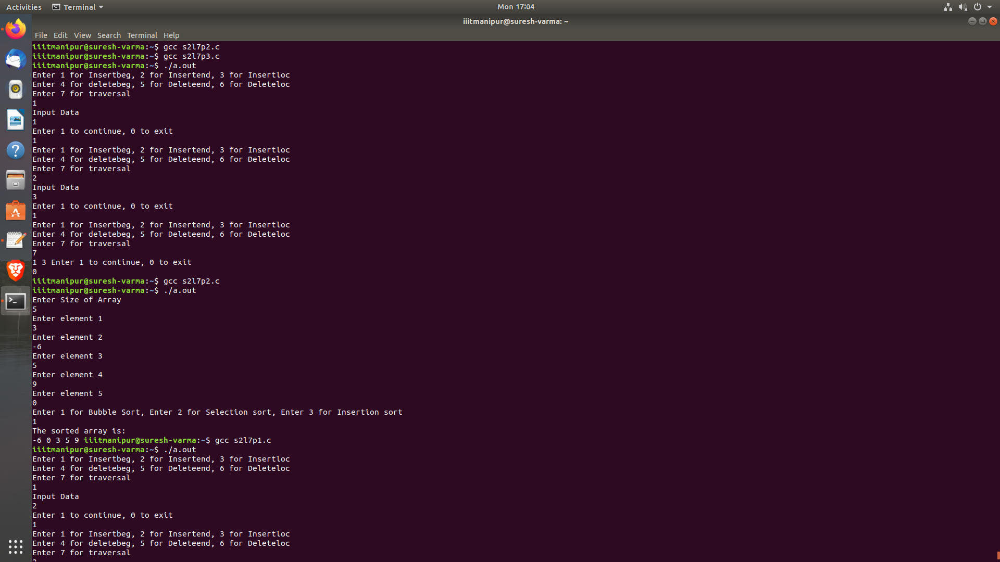 Activities Terminal Mon 17:04
iiitmanipur@suresh-varma: ~
File Edit View Search Terminal Help
iiitmanipur@suresh-varma:~$ gcc s2l7p2.c
iiitmanipur@suresh-varma:~$ gcc s2l7p3.c
iiitmanipur@suresh-varma:~$ ./a.out
Enter 1 for Insertbeg, 2 for Insertend, 3 for Insertloc
Enter 4 for deletebeg, 5 for Deleteend, 6 for Deleteloc
Enter 7 for traversal
1
Input Data
1
Enter 1 to continue, 0 to exit
1
Enter 1 for Insertbeg, 2 for Insertend, 3 for Insertloc
Enter 4 for deletebeg, 5 for Deleteend, 6 for Deleteloc
Enter 7 for traversal
2
Input Data
3
Enter 1 to continue, 0 to exit
1
Enter 1 for Insertbeg, 2 for Insertend, 3 for Insertloc
Enter 4 for deletebeg, 5 for Deleteend, 6 for Deleteloc
Enter 7 for traversal
7
1 3 Enter 1 to continue, 0 to exit
0
iiitmanipur@suresh-varma:~$ gcc s2l7p2.c
iiitmanipur@suresh-varma:~$ ./a.out
Enter Size of Array
5
Enter element 1
3
Enter element 2
-6
Enter element 3
5
Enter element 4
9
Enter element 5
0
Enter 1 for Bubble Sort, Enter 2 for Selection sort, Enter 3 for Insertion sort
1
The sorted array is:
-6 0 3 5 9 iiitmanipur@suresh-varma:~$ gcc s2l7p1.c
iiitmanipur@suresh-varma:~$ ./a.out
Enter 1 for Insertbeg, 2 for Insertend, 3 for Insertloc
Enter 4 for deletebeg, 5 for Deleteend, 6 for Deleteloc
Enter 7 for traversal
1
Input Data
2
Enter 1 to continue, 0 to exit
1
Enter 1 for Insertbeg, 2 for Insertend, 3 for Insertloc
Enter 4 for deletebeg, 5 for Deleteend, 6 for Deleteloc
Enter 7 for traversal